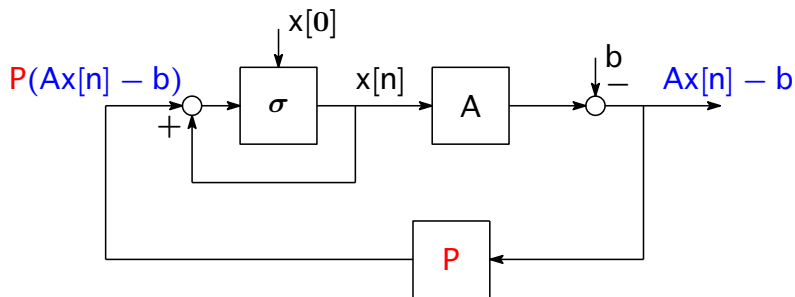 x[0]
P(Ax[n] − b)
σ
x[n]
A
b
−
Ax[n] − b
+
P